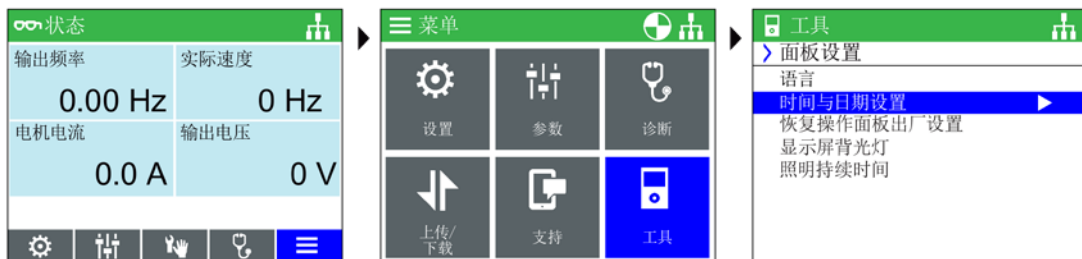 状态
输出频率
实际速度
0.00 Hz
0 Hz
电机电流
输出电压
0.0 A
0 V
菜单
设置
参数
诊断
上传/
下载
支持
工具
工具
面板设置
语言
时间与日期设置
恢复操作面板出厂设置
显示屏背光灯
照明持续时间